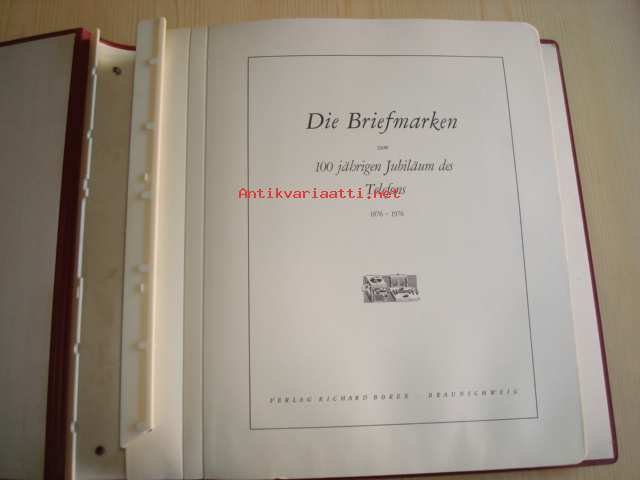 Die Briefmarken
zum
100 jährigen Jubiläum des
Telefons
Antikvariaatti.net
1876 - 1976
VERLAG RICHARD BOREK · BRAUNSCHWEIG